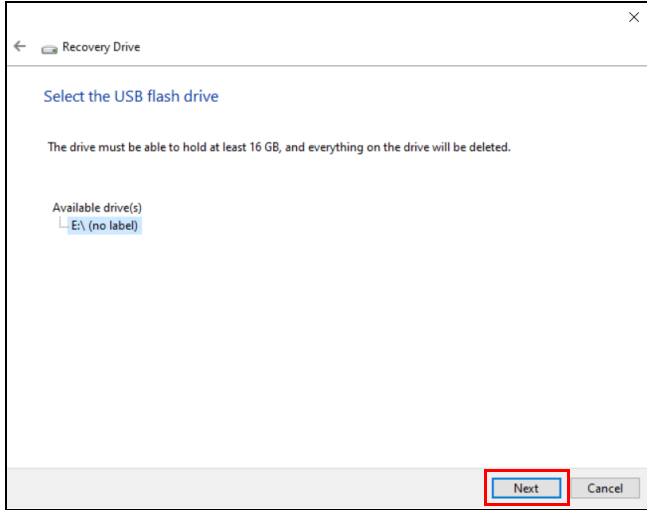 Recovery Drive
Select the USB flash drive
The drive must be able to hold at least 16 GB, and everything on the drive will be deleted.
Available drive(s)
E:\ (no label)
Next Cancel